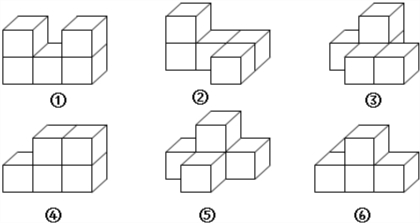 ① ② ③
④ ⑤ ⑥